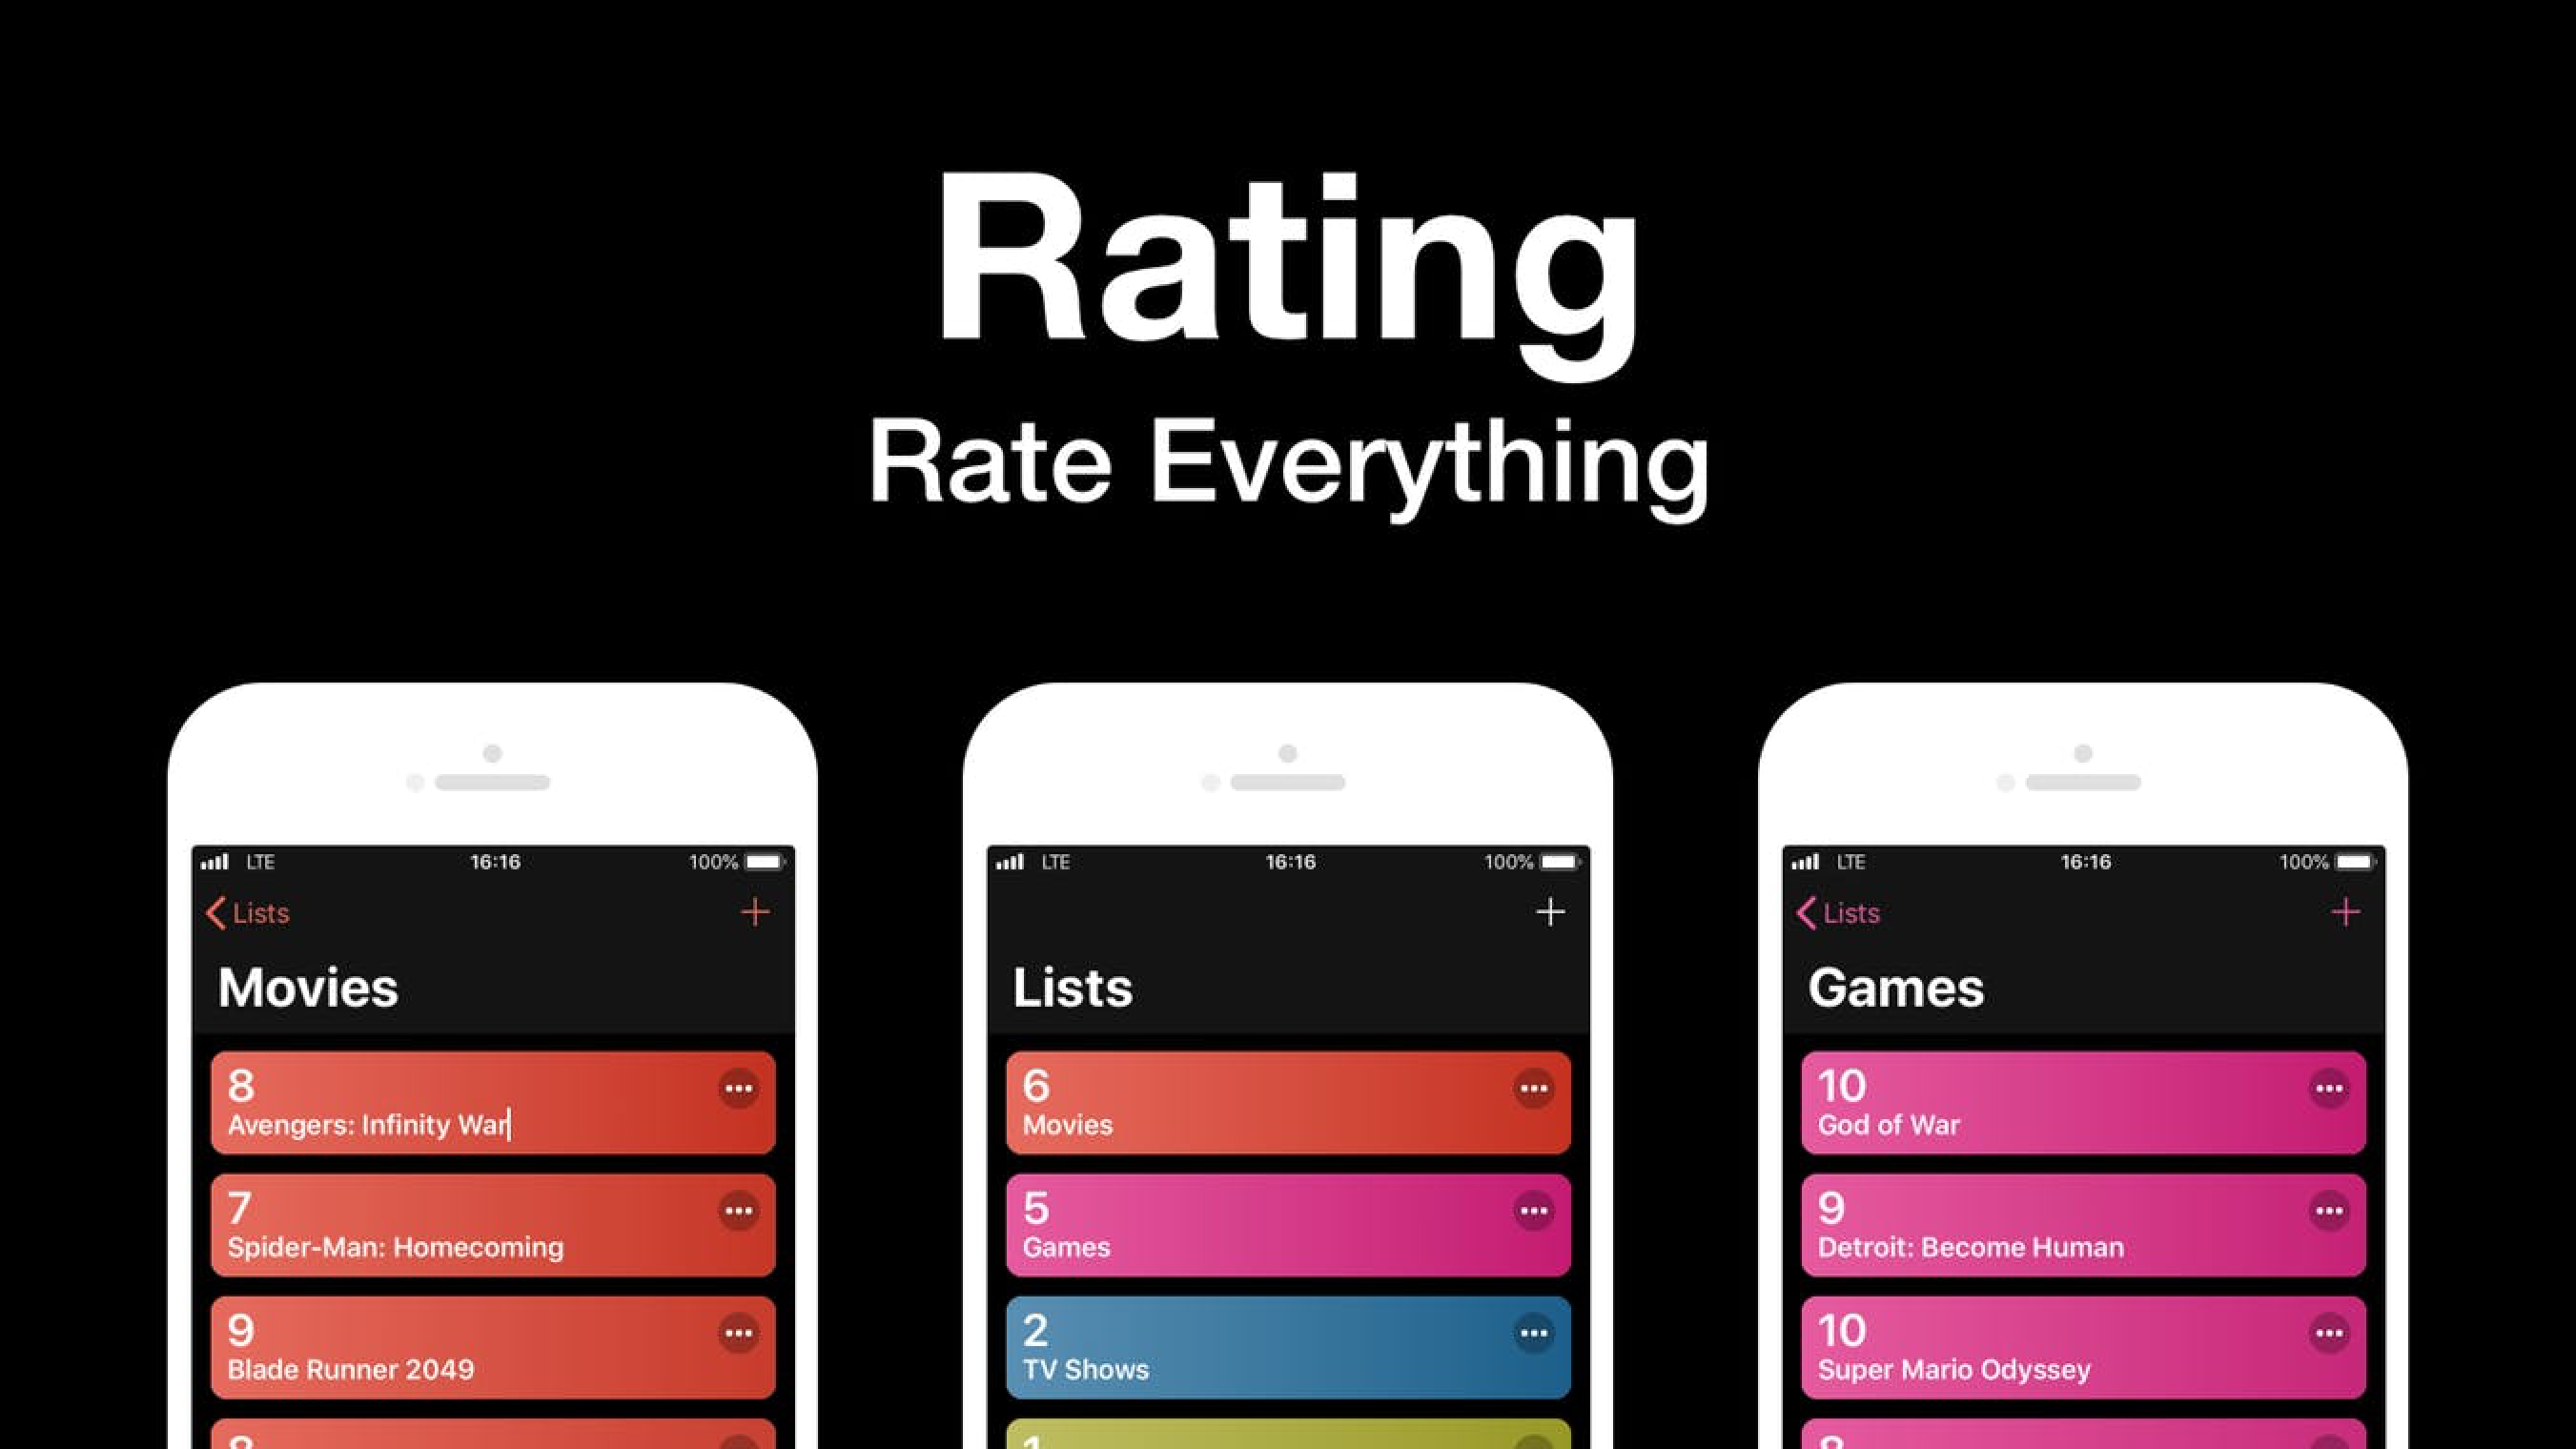 Rating
Rate Everything
LTE 16:16 100%
Lists +
Movies
8
Avengers: Infinity War
7
Spider-Man: Homecoming
9
Blade Runner 2049
LTE 16:16 100%
+
Lists
6
Movies
5
Games
2
TV Shows
LTE 16:16 100%
Lists +
Games
10
God of War
9
Detroit: Become Human
10
Super Mario Odyssey